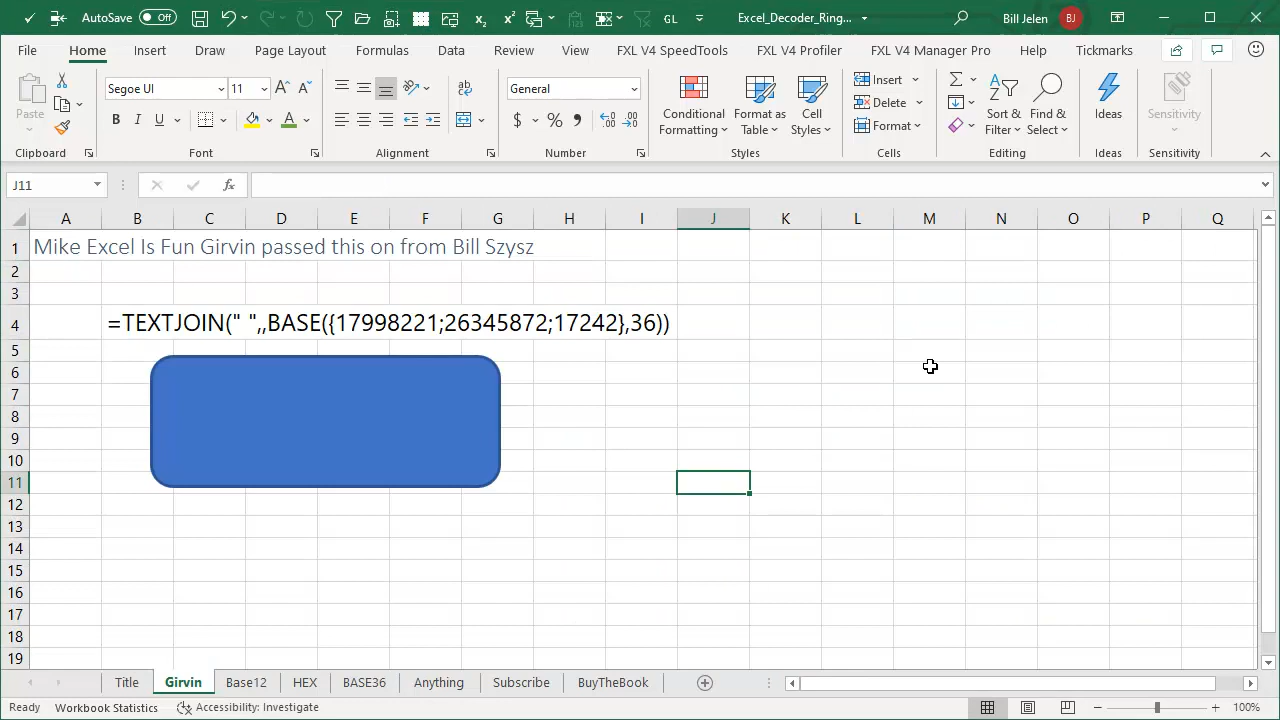 AutoSave Off Excel_Decoder_Ring... Bill Jelen BJ
File Home Insert Draw Page Layout Formulas Data Review View FXL V4 SpeedTools FXL V4 Profiler FXL V4 Manager Pro Help Tickmarks
Paste
Segoe UI 11
General
Conditional Formatting
Format as Table
Cell Styles
Insert
Delete
Format
Sort & Filter
Find & Select
Ideas
Sensitivity
Clipboard Font Alignment Number Styles Cells Editing Ideas Sensitivity
J11 fx
A B C D E F G H I J K L M N O P Q
1 Mike Excel Is Fun Girvin passed this on from Bill Szysz
2
3
4 =TEXTJOIN(" ",,BASE({17998221;26345872;17242},36))
5
6
7
8
9
10
11
12
13
14
15
16
17
18
19
Title Girvin Base12 HEX BASE36 Anything Subscribe BuyTheBook
Ready Workbook Statistics Accessibility: Investigate 100%